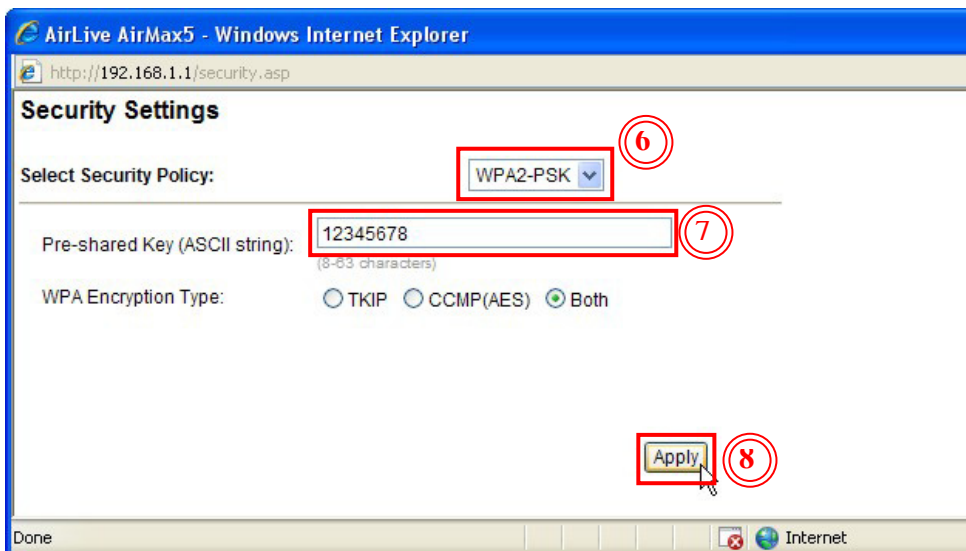 AirLive AirMax5 - Windows Internet Explorer
http://192.168.1.1/security.asp
Security Settings
6
Select Security Policy: WPA2-PSK
Pre-shared Key (ASCII string): 12345678
7
(8-63 characters)
WPA Encryption Type: TKIP CCMP(AES) Both
Apply
8
Done Internet